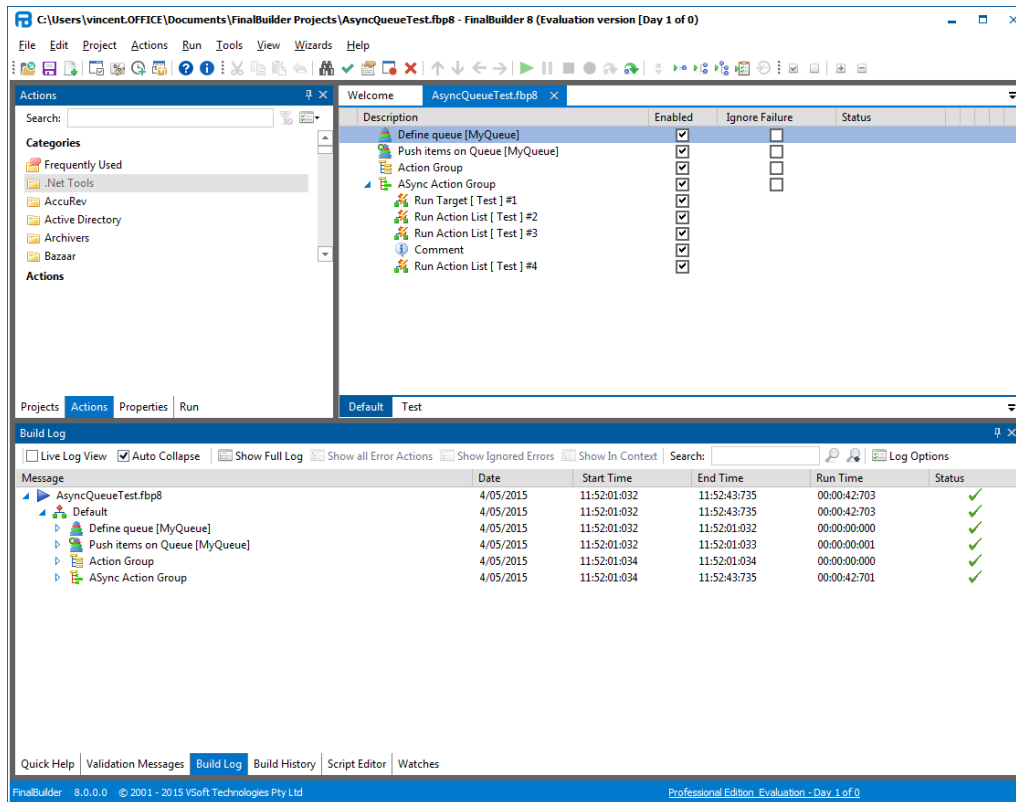 C:\Users\vincent.OFFICE\Documents\FinalBuilder Projects\AsyncQueueTest.fbp8 - FinalBuilder 8 (Evaluation version [Day 1 of 0)
File Edit Project Actions Run Tools View Wizards Help
Actions
Search:
Categories
Frequently Used
.Net Tools
AccuRev
Active Directory
Archivers
Bazaar
Actions
Projects Actions Properties Run
Welcome AsyncQueueTest.fbp8
Description Enabled Ignore Failure Status
Define queue [MyQueue]
Push items on Queue [MyQueue]
Action Group
ASync Action Group
Run Target [ Test ] #1
Run Action List [ Test ] #2
Run Action List [ Test ] #3
Comment
Run Action List [ Test ] #4
Default Test
Build Log
Live Log View Auto Collapse Show Full Log Show all Error Actions Show Ignored Errors Show In Context Search: Log Options
Message Date Start Time End Time Run Time Status
AsyncQueueTest.fbp8 4/05/2015 11:52:01:032 11:52:43:735 00:00:42:703
Default 4/05/2015 11:52:01:032 11:52:43:735 00:00:42:703
Define queue [MyQueue] 4/05/2015 11:52:01:032 11:52:01:032 00:00:00:000
Push items on Queue [MyQueue] 4/05/2015 11:52:01:032 11:52:01:033 00:00:00:001
Action Group 4/05/2015 11:52:01:034 11:52:01:034 00:00:00:000
ASync Action Group 4/05/2015 11:52:01:034 11:52:43:735 00:00:42:701
Quick Help Validation Messages Build Log Build History Script Editor Watches
FinalBuilder 8.0.0.0 © 2001 - 2015 VSoft Technologies Pty Ltd Professional Edition Evaluation - Day 1 of 0